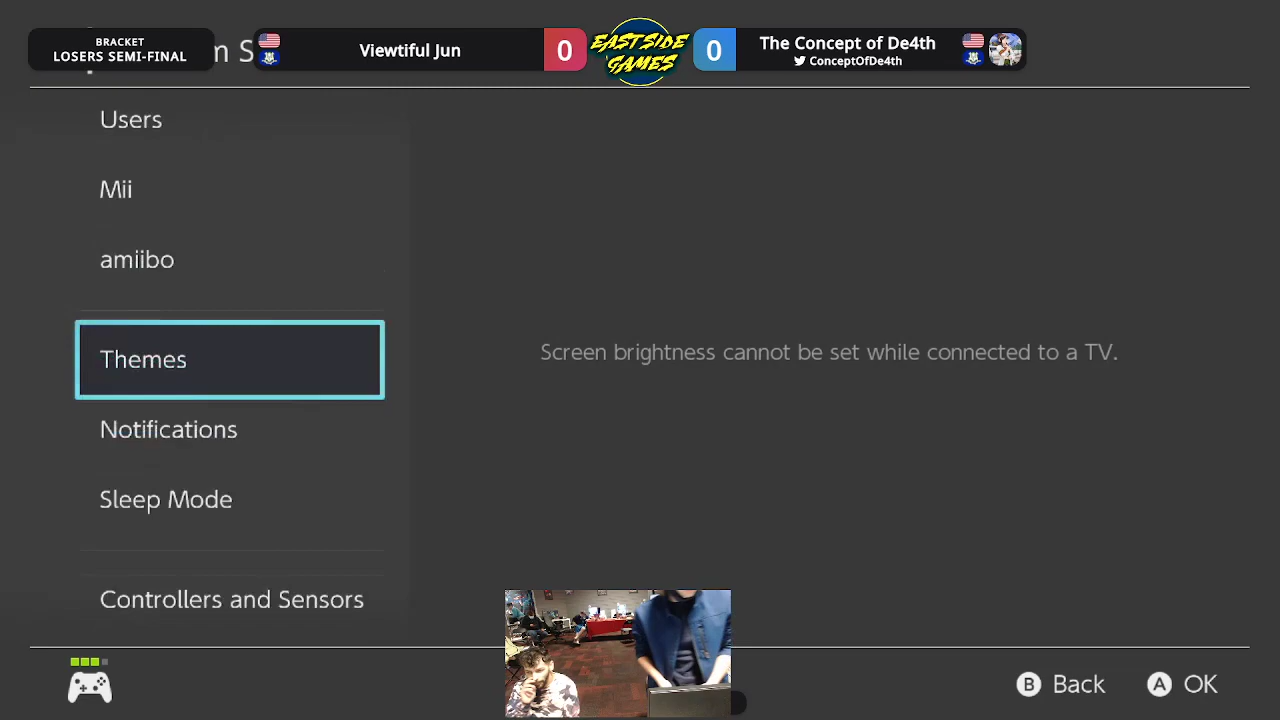 BRACKET
LOSERS SEMI-FINAL
m S
Viewtiful Jun
0
EASTSIDE
GAMES
0
The Concept of De4th
ConceptOfDe4th
Users
Mii
amiibo
Themes
Notifications
Sleep Mode
Controllers and Sensors
Screen brightness cannot be set while connected to a TV.
B Back
A OK